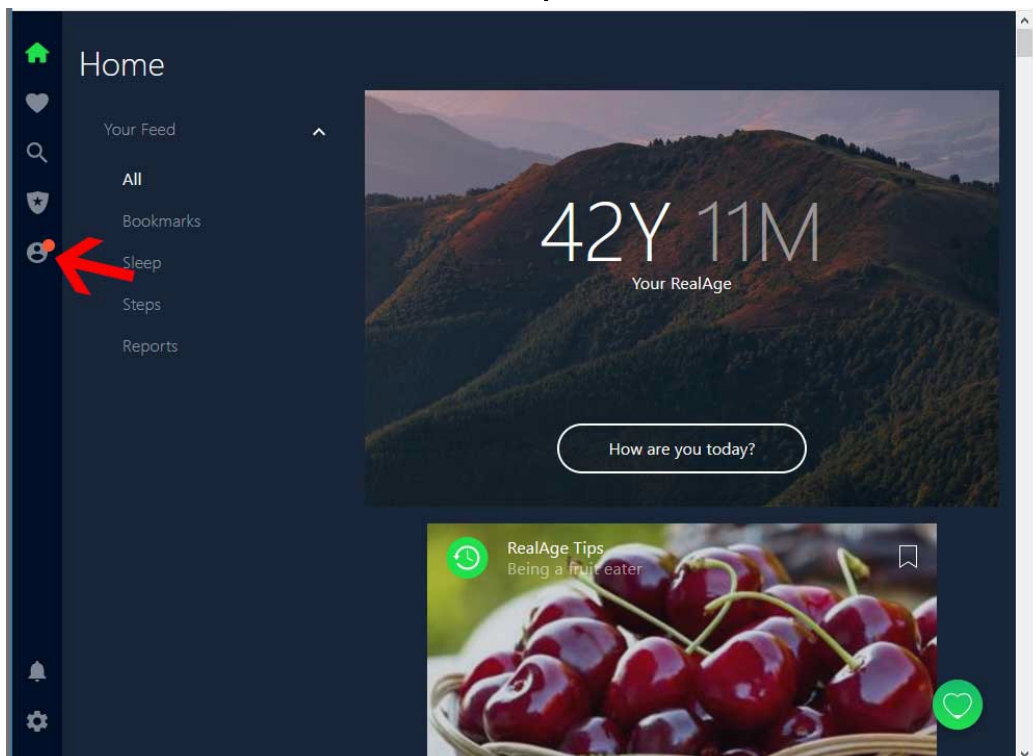 Home
Your Feed
All
Bookmarks
Sleep
Steps
Reports
42Y 11M
Your RealAge
How are you today?
RealAge Tips
Being a fruit eater